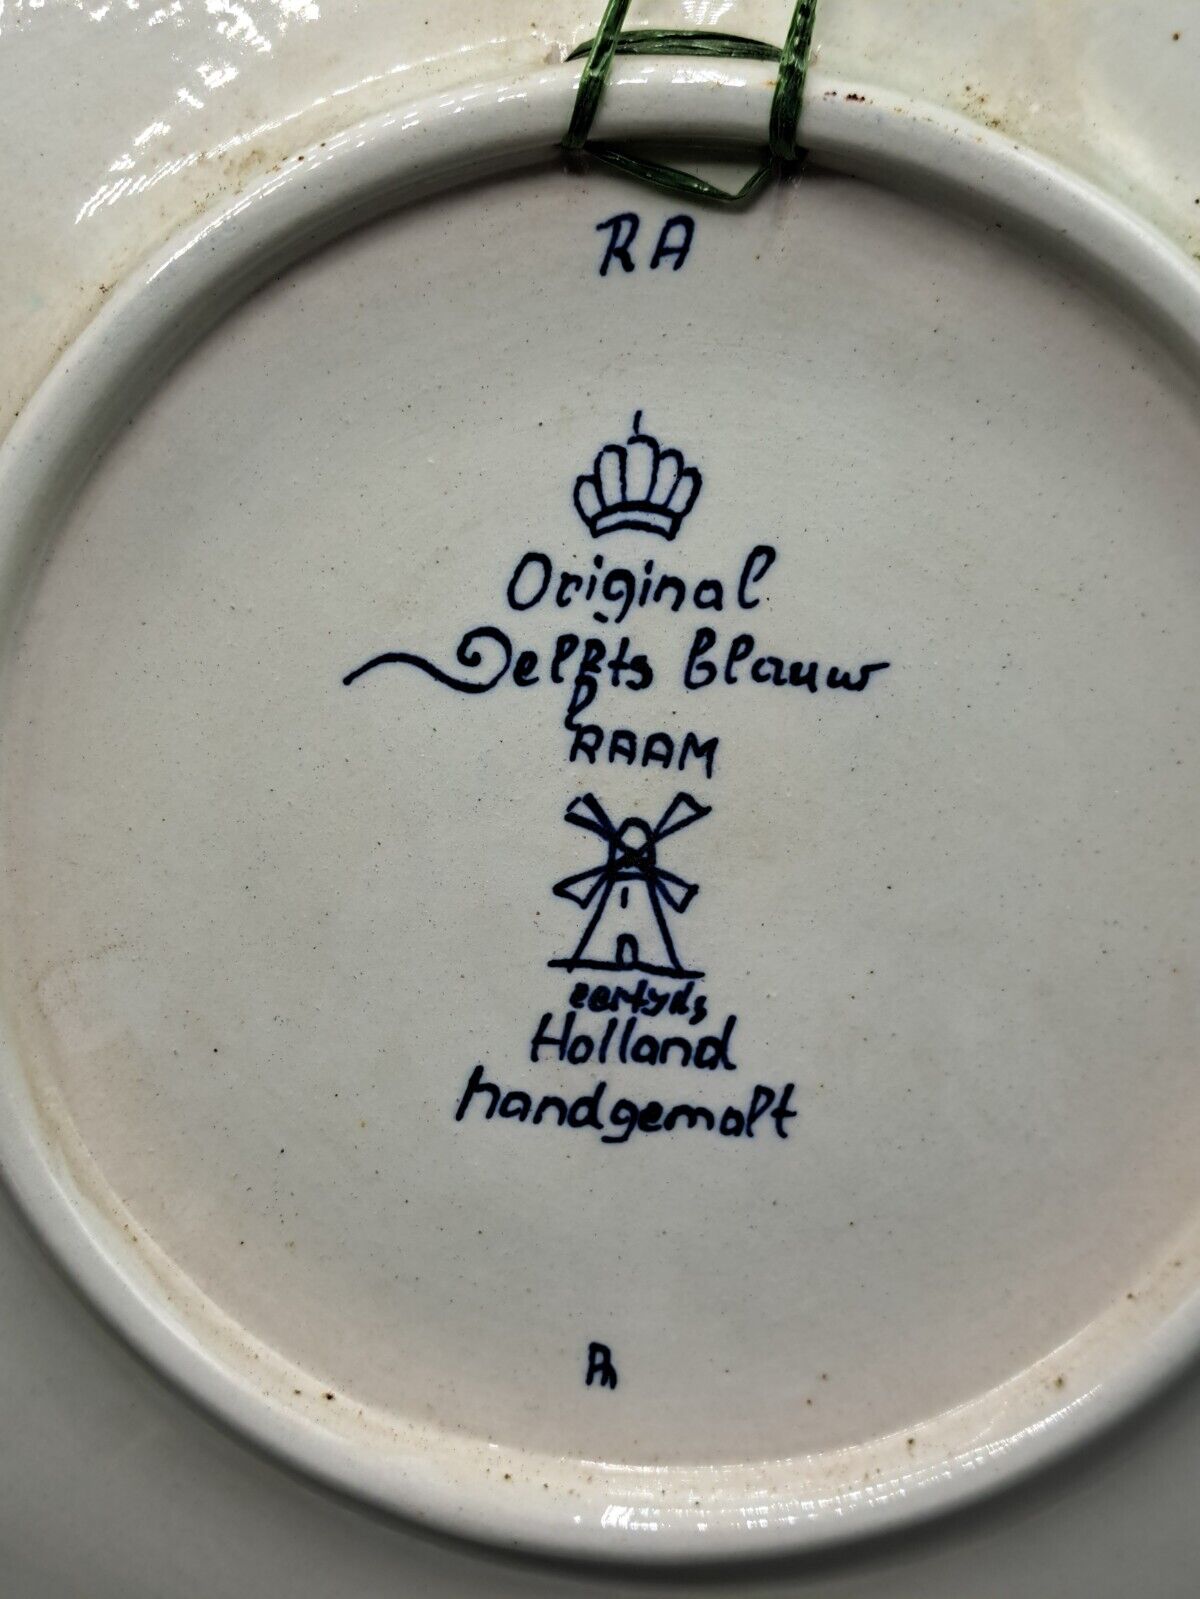 RA
Original
Delfts blauw
RAAM
eertyds
Holland
handgemalt